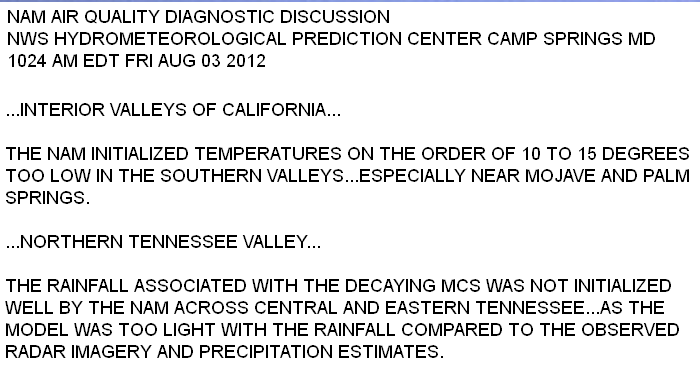 NAM AIR QUALITY DIAGNOSTIC DISCUSSION
NWS HYDROMETEOROLOGICAL PREDICTION CENTER CAMP SPRINGS MD
1024 AM EDT FRI AUG 03 2012
...INTERIOR VALLEYS OF CALIFORNIA...
THE NAM INITIALIZED TEMPERATURES ON THE ORDER OF 10 TO 15 DEGREES
TOO LOW IN THE SOUTHERN VALLEYS...ESPECIALLY NEAR MOJAVE AND PALM
SPRINGS.
...NORTHERN TENNESSEE VALLEY...
THE RAINFALL ASSOCIATED WITH THE DECAYING MCS WAS NOT INITIALIZED
WELL BY THE NAM ACROSS CENTRAL AND EASTERN TENNESSEE...AS THE
MODEL WAS TOO LIGHT WITH THE RAINFALL COMPARED TO THE OBSERVED
RADAR IMAGERY AND PRECIPITATION ESTIMATES.